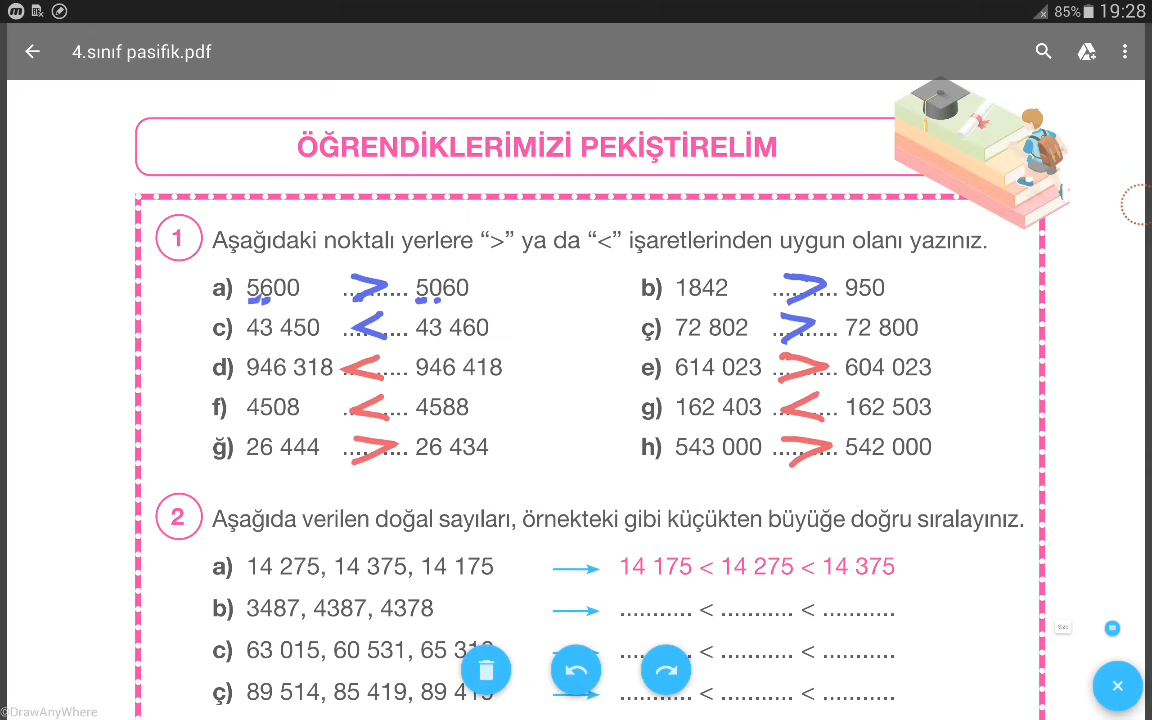 85% 19:28
4.sınıf pasifik.pdf
ÖĞRENDİKLERİMİZİ PEKİŞTİRELİM
1 Aşağıdaki noktalı yerlere “>” ya da “<” işaretlerinden uygun olanı yazınız.
a) 5600 .....>..... 5060 b) 1842 .....>..... 950
c) 43 450 .....<..... 43 460 ç) 72 802 .....>..... 72 800
d) 946 318 .....<..... 946 418 e) 614 023 .....>..... 604 023
f) 4508 .....<..... 4588 g) 162 403 .....<..... 162 503
ğ) 26 444 .....>..... 26 434 h) 543 000 .....>..... 542 000
2 Aşağıda verilen doğal sayıları, örnekteki gibi küçükten büyüğe doğru sıralayınız.
a) 14 275, 14 375, 14 175 → 14 175 < 14 275 < 14 375
b) 3487, 4387, 4378 → ........... < ........... < ...........
c) 63 015, 60 531, 65 → ........... < ........... < ...........
ç) 89 514, 85 419, 89 → ........... < ........... < ...........
Size
©DrawAnyWhere